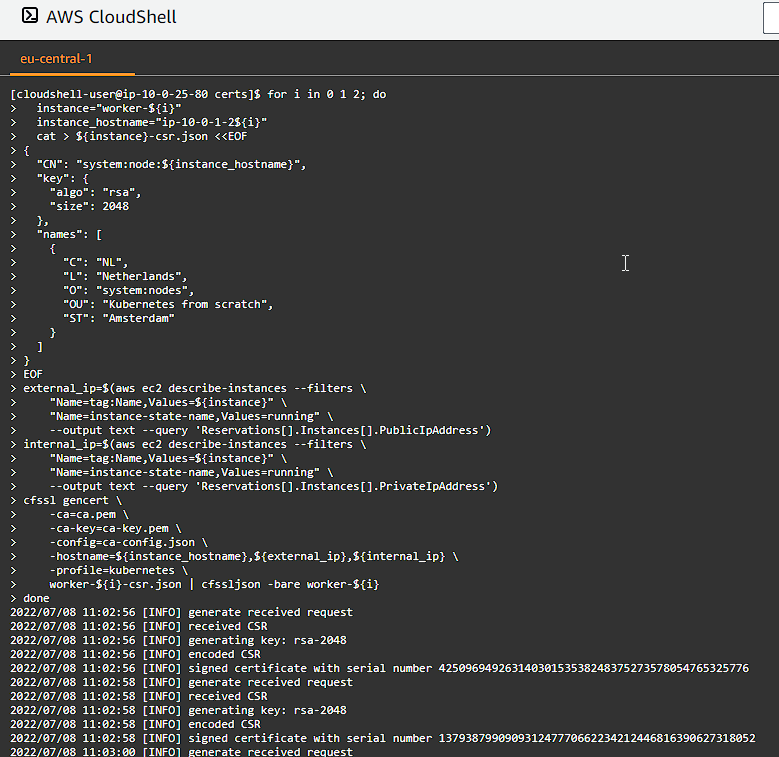 AWS CloudShell
eu-central-1
[cloudshell-user@ip-10-0-25-80 certs]$ for i in 0 1 2; do
>   instance="worker-${i}"
>   instance_hostname="ip-10-0-1-2${i}"
>   cat > ${instance}-csr.json <<EOF
> {
>   "CN": "system:node:${instance_hostname}",
>   "key": {
>     "algo": "rsa",
>     "size": 2048
>   },
>   "names": [
>     {
>       "C": "NL",
>       "L": "Netherlands",
>       "O": "system:nodes",
>       "OU": "Kubernetes from scratch",
>       "ST": "Amsterdam"
>     }
>   ]
> }
> EOF
> external_ip=$(aws ec2 describe-instances --filters \
>     "Name=tag:Name,Values=${instance}" \
>     "Name=instance-state-name,Values=running" \
>     --output text --query 'Reservations[].Instances[].PublicIpAddress')
> internal_ip=$(aws ec2 describe-instances --filters \
>     "Name=tag:Name,Values=${instance}" \
>     "Name=instance-state-name,Values=running" \
>     --output text --query 'Reservations[].Instances[].PrivateIpAddress')
> cfssl gencert \
>     -ca=ca.pem \
>     -ca-key=ca-key.pem \
>     -config=ca-config.json \
>     -hostname=${instance_hostname},${external_ip},${internal_ip} \
>     -profile=kubernetes \
>     worker-${i}-csr.json | cfssljson -bare worker-${i}
> done
2022/07/08 11:02:56 [INFO] generate received request
2022/07/08 11:02:56 [INFO] received CSR
2022/07/08 11:02:56 [INFO] generating key: rsa-2048
2022/07/08 11:02:56 [INFO] encoded CSR
2022/07/08 11:02:56 [INFO] signed certificate with serial number 425096949263140301535382483752735780547653​25776
2022/07/08 11:02:58 [INFO] generate received request
2022/07/08 11:02:58 [INFO] received CSR
2022/07/08 11:02:58 [INFO] generating key: rsa-2048
2022/07/08 11:02:58 [INFO] encoded CSR
2022/07/08 11:02:58 [INFO] signed certificate with serial number 137938799090931247770662234212446816390627318052
2022/07/08 11:03:00 [INFO] generate received request